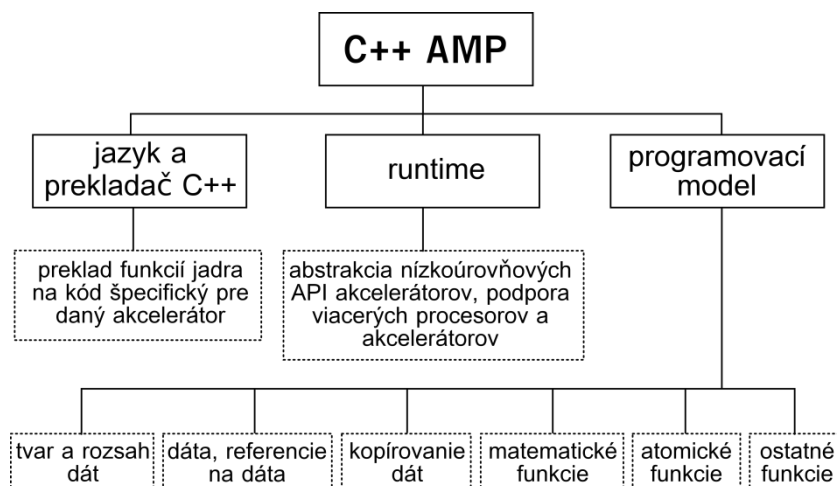 C++ AMP
jazyk a
prekladač C++
runtime
programovací
model
preklad funkcií jadra
na kód špecifický pre
daný akcelerátor
abstrakcia nízkoúrovňových
API akcelerátorov, podpora
viacerých procesorov a
akcelerátorov
tvar a rozsah
dát
dáta, referencie
na dáta
kopírovanie
dát
matematické
funkcie
atomické
funkcie
ostatné
funkcie